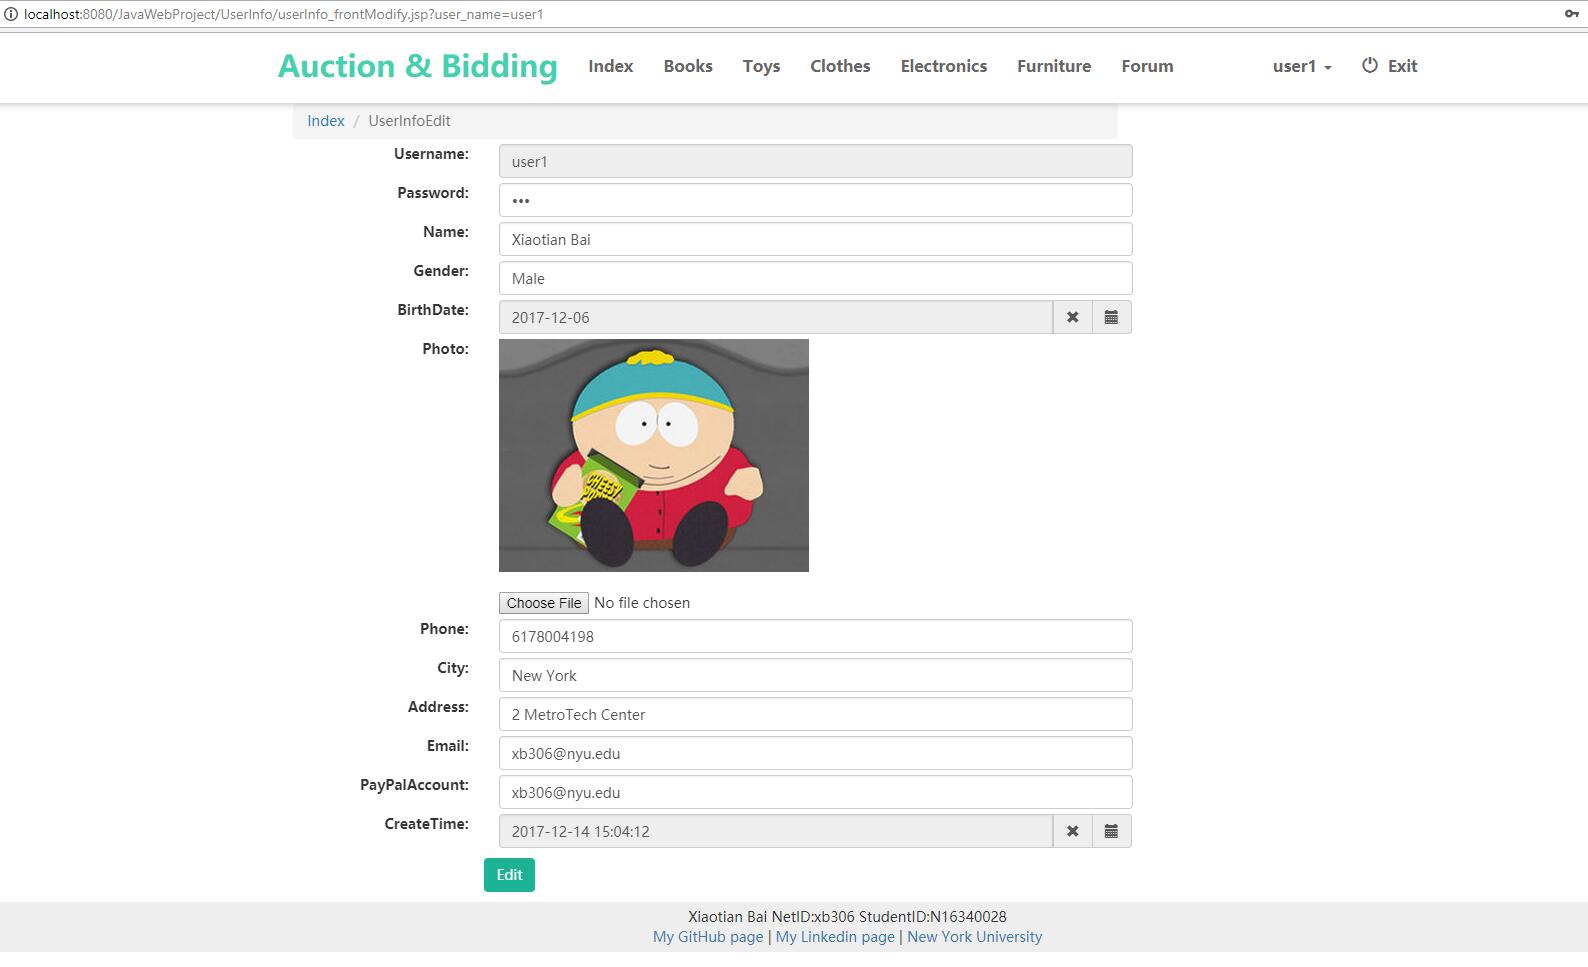 localhost:8080/JavaWebProject/UserInfo/userInfo_frontModify.jsp?user_name=user1
Auction & Bidding Index Books Toys Clothes Electronics Furniture Forum user1 Exit
Index / UserInfoEdit
Username: user1
Password: •••
Name: Xiaotian Bai
Gender: Male
BirthDate: 2017-12-06
Photo:
CHEESY
Choose File No file chosen
Phone: 6178004198
City: New York
Address: 2 MetroTech Center
Email: xb306@nyu.edu
PayPalAccount: xb306@nyu.edu
CreateTime: 2017-12-14 15:04:12
Edit
Xiaotian Bai NetID:xb306 StudentID:N16340028
My GitHub page | My Linkedin page | New York University